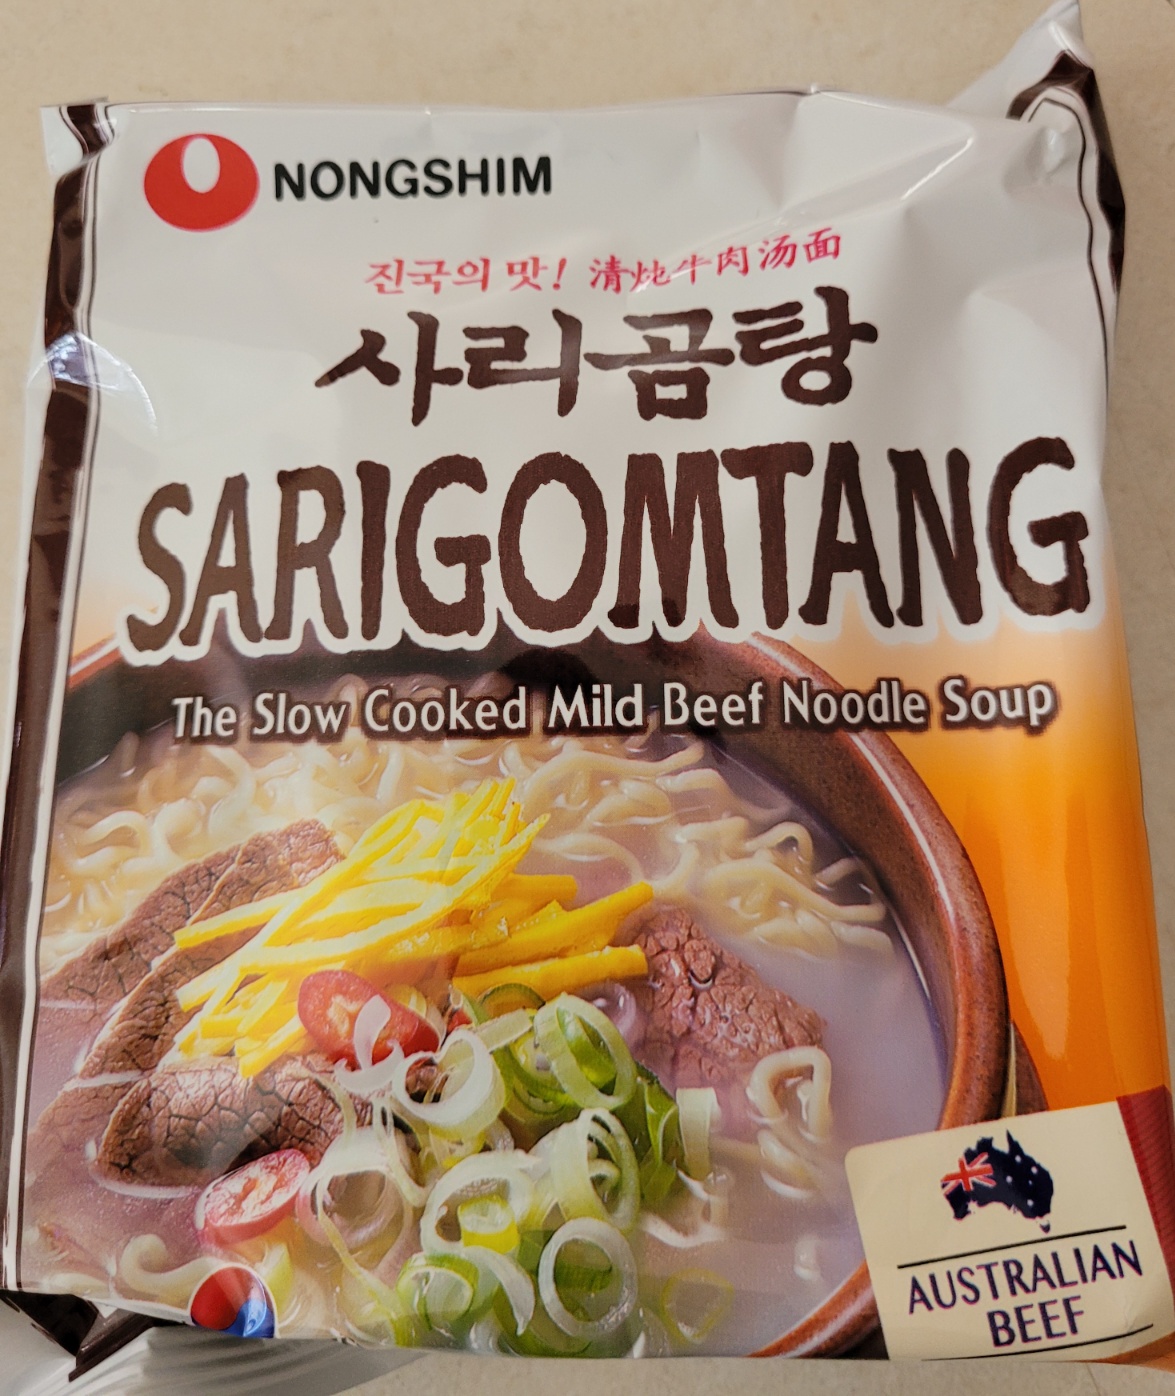 NONGSHIM
진국의 맛! 清炖牛肉汤面
사리곰탕
SARIGOMTANG
The Slow Cooked Mild Beef Noodle Soup
AUSTRALIAN
BEEF